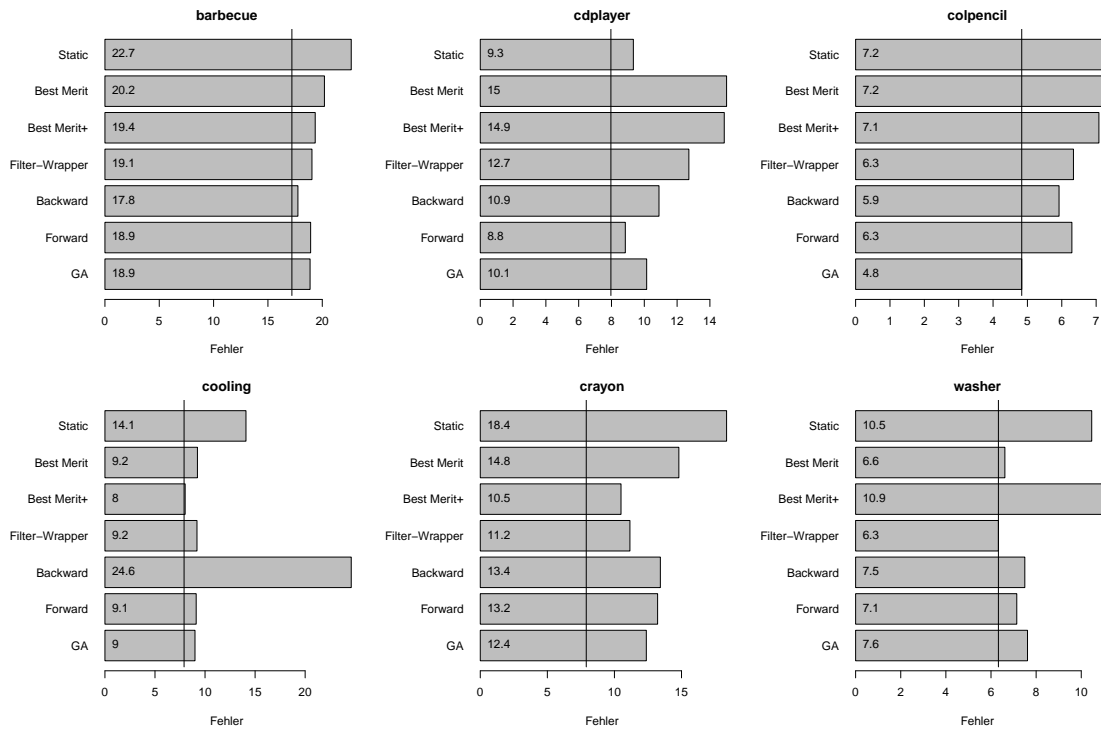 barbecue
Static 22.7
Best Merit 20.2
Best Merit+ 19.4
Filter−Wrapper 19.1
Backward 17.8
Forward 18.9
GA 18.9
0 5 10 15 20
Fehler
cdplayer
Static 9.3
Best Merit 15
Best Merit+ 14.9
Filter−Wrapper 12.7
Backward 10.9
Forward 8.8
GA 10.1
0 2 4 6 8 10 12 14
Fehler
colpencil
Static 7.2
Best Merit 7.2
Best Merit+ 7.1
Filter−Wrapper 6.3
Backward 5.9
Forward 6.3
GA 4.8
0 1 2 3 4 5 6 7
Fehler
cooling
Static 14.1
Best Merit 9.2
Best Merit+ 8
Filter−Wrapper 9.2
Backward 24.6
Forward 9.1
GA 9
0 5 10 15 20
Fehler
crayon
Static 18.4
Best Merit 14.8
Best Merit+ 10.5
Filter−Wrapper 11.2
Backward 13.4
Forward 13.2
GA 12.4
0 5 10 15
Fehler
washer
Static 10.5
Best Merit 6.6
Best Merit+ 10.9
Filter−Wrapper 6.3
Backward 7.5
Forward 7.1
GA 7.6
0 2 4 6 8 10
Fehler